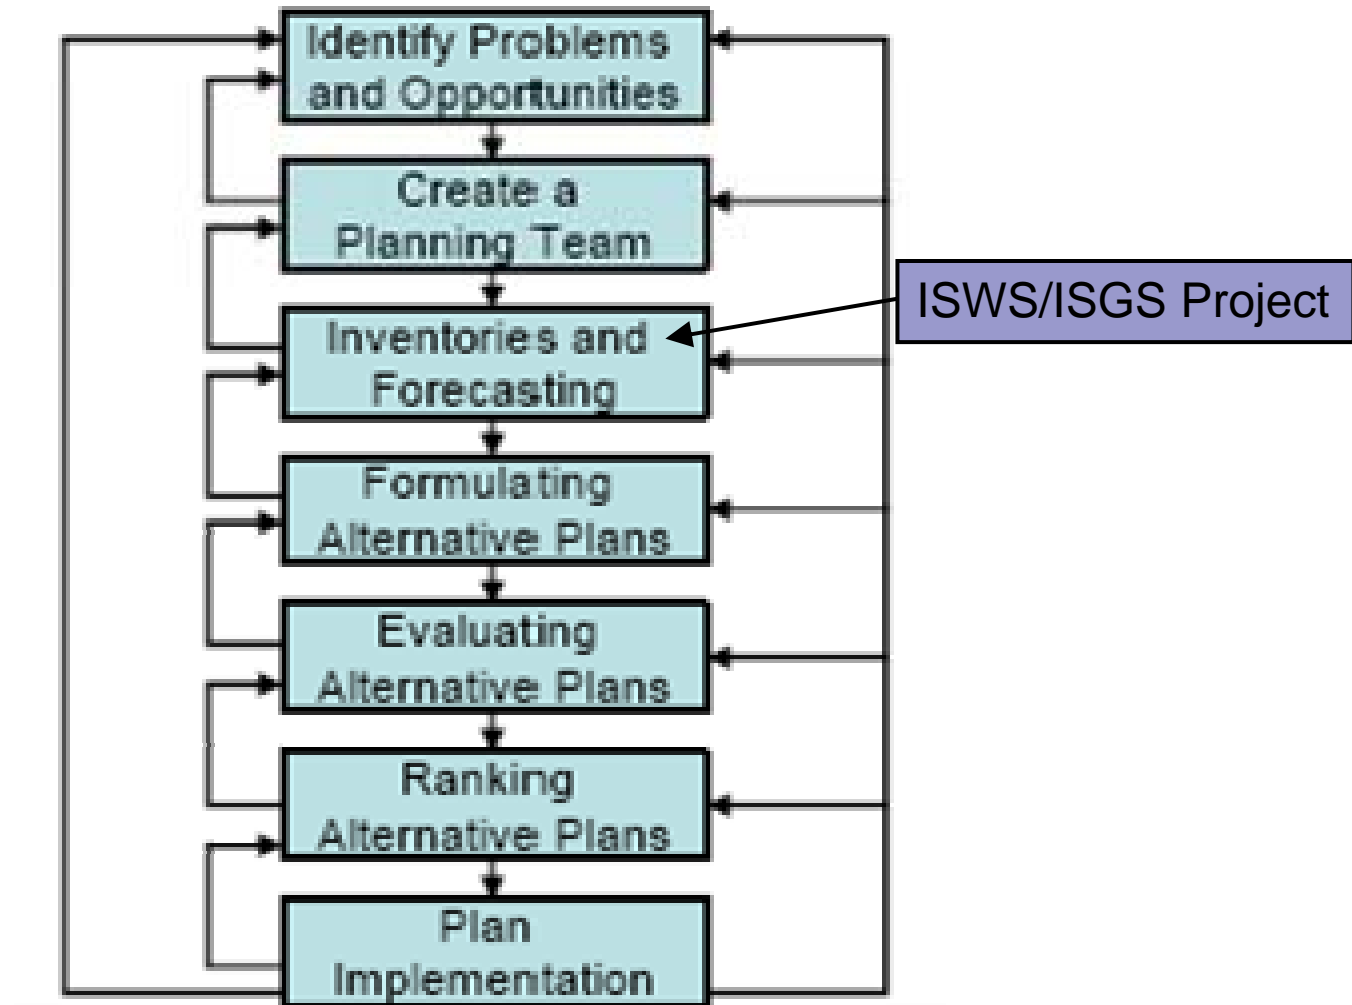 Identify Problems
and Opportunities
Create a
Planning Team
ISWS/ISGS Project
Inventories and
Forecasting
Formulating
Alternative Plans
Evaluating
Alternative Plans
Ranking
Alternative Plans
Plan
Implementation